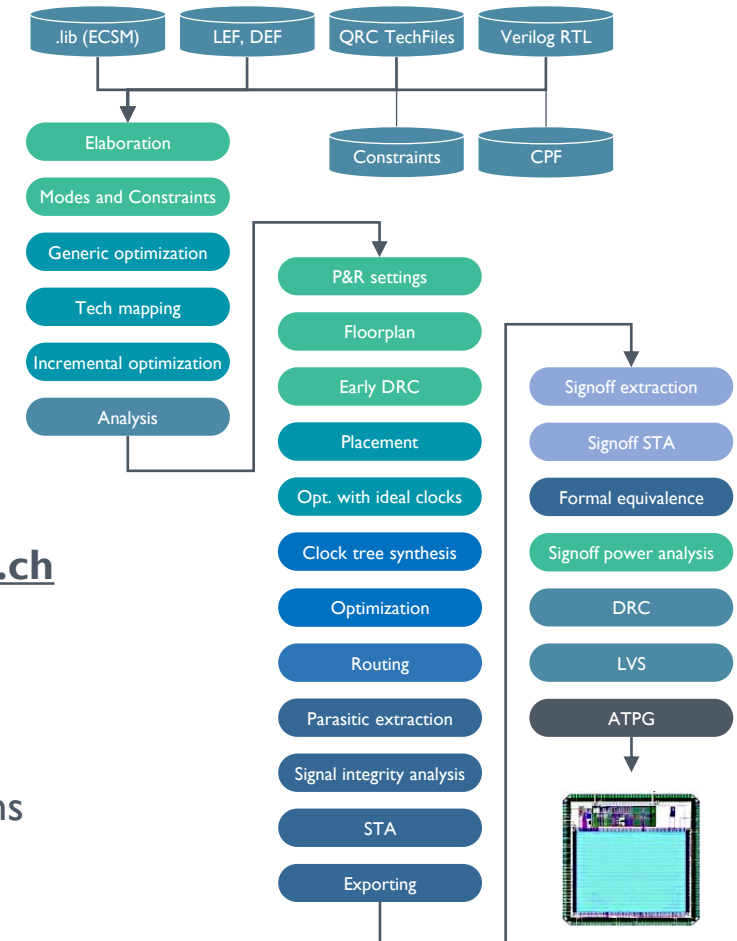 .lib (ECSM)
LEF, DEF
QRC TechFiles
Verilog RTL
Constraints
CPF
Elaboration
Modes and Constraints
Generic optimization
Tech mapping
Incremental optimization
Analysis
P&R settings
Floorplan
Early DRC
Placement
Opt. with ideal clocks
Clock tree synthesis
Optimization
Routing
Parasitic extraction
Signal integrity analysis
STA
Exporting
Signoff extraction
Signoff STA
Formal equivalence
Signoff power analysis
DRC
LVS
ATPG
.ch
ns